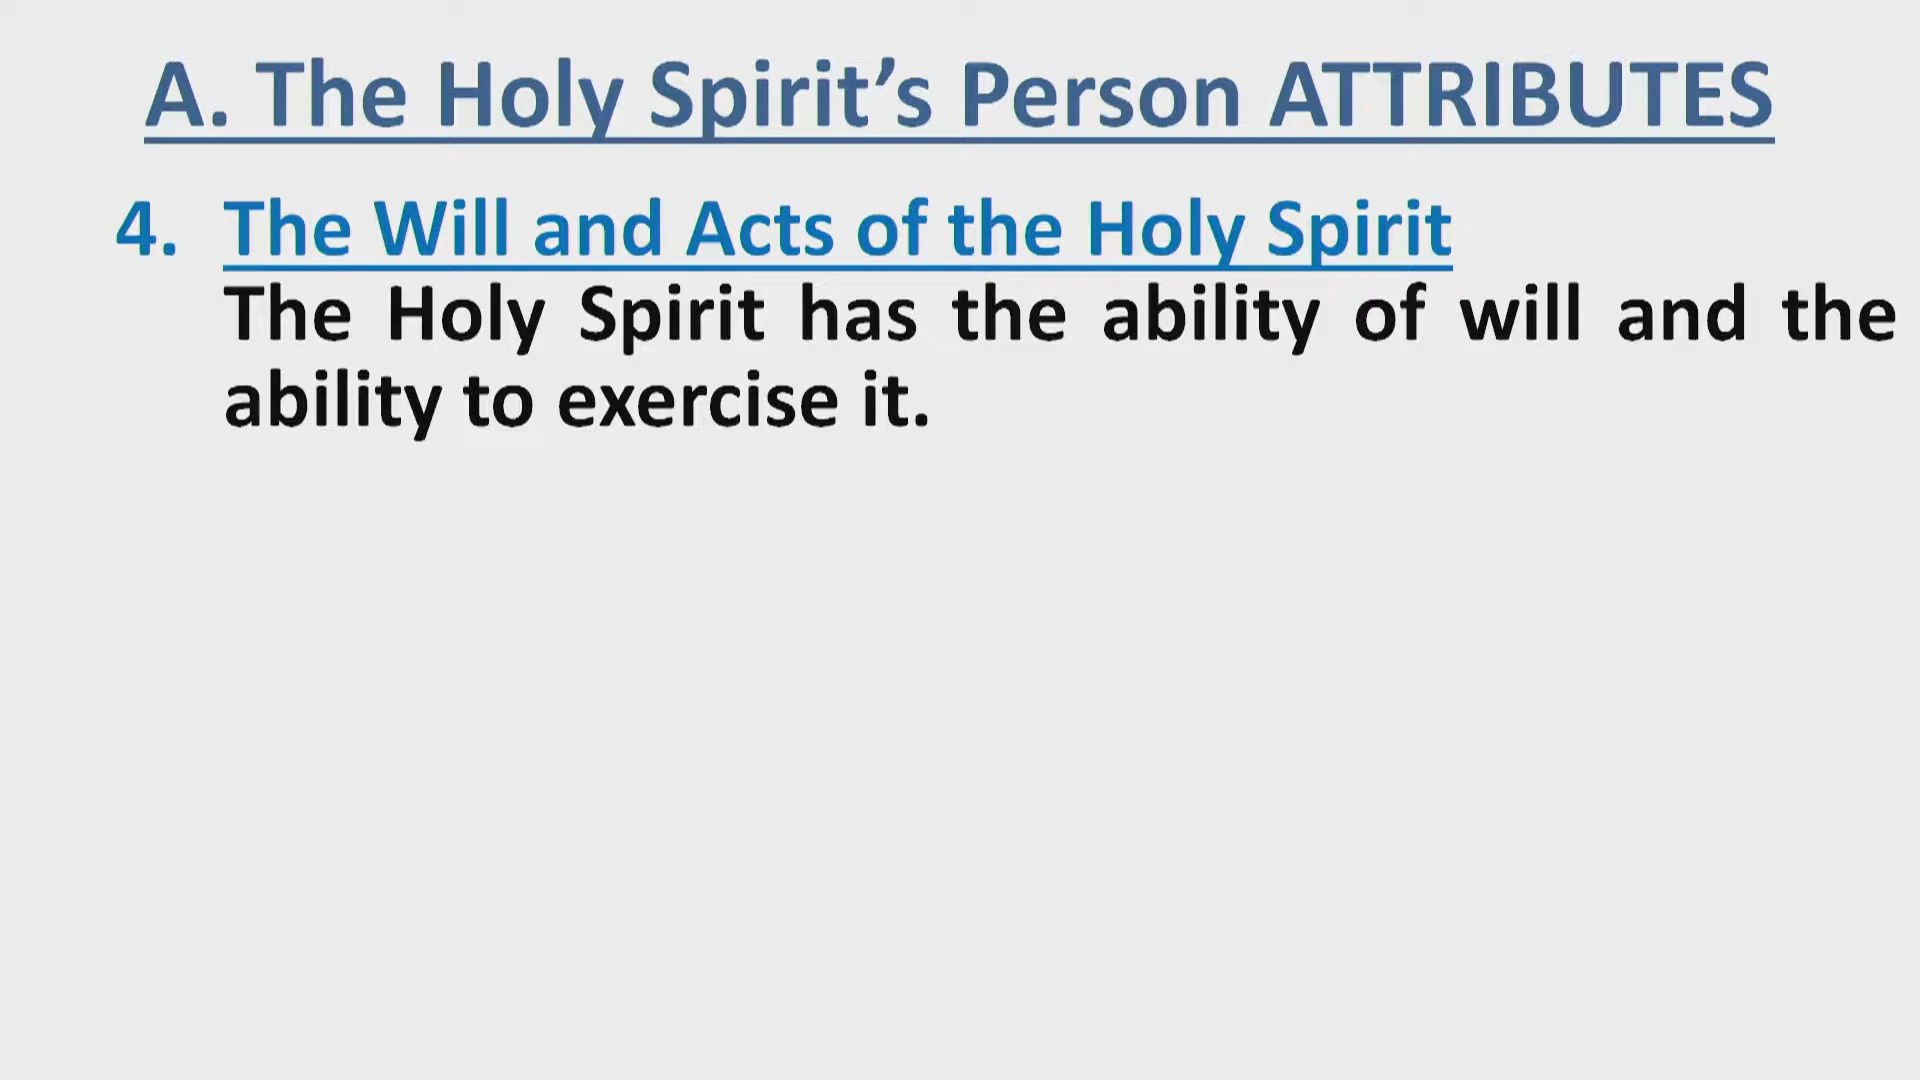 A. The Holy Spirit’s Person ATTRIBUTES
4. The Will and Acts of the Holy Spirit
The Holy Spirit has the ability of will and the
ability to exercise it.